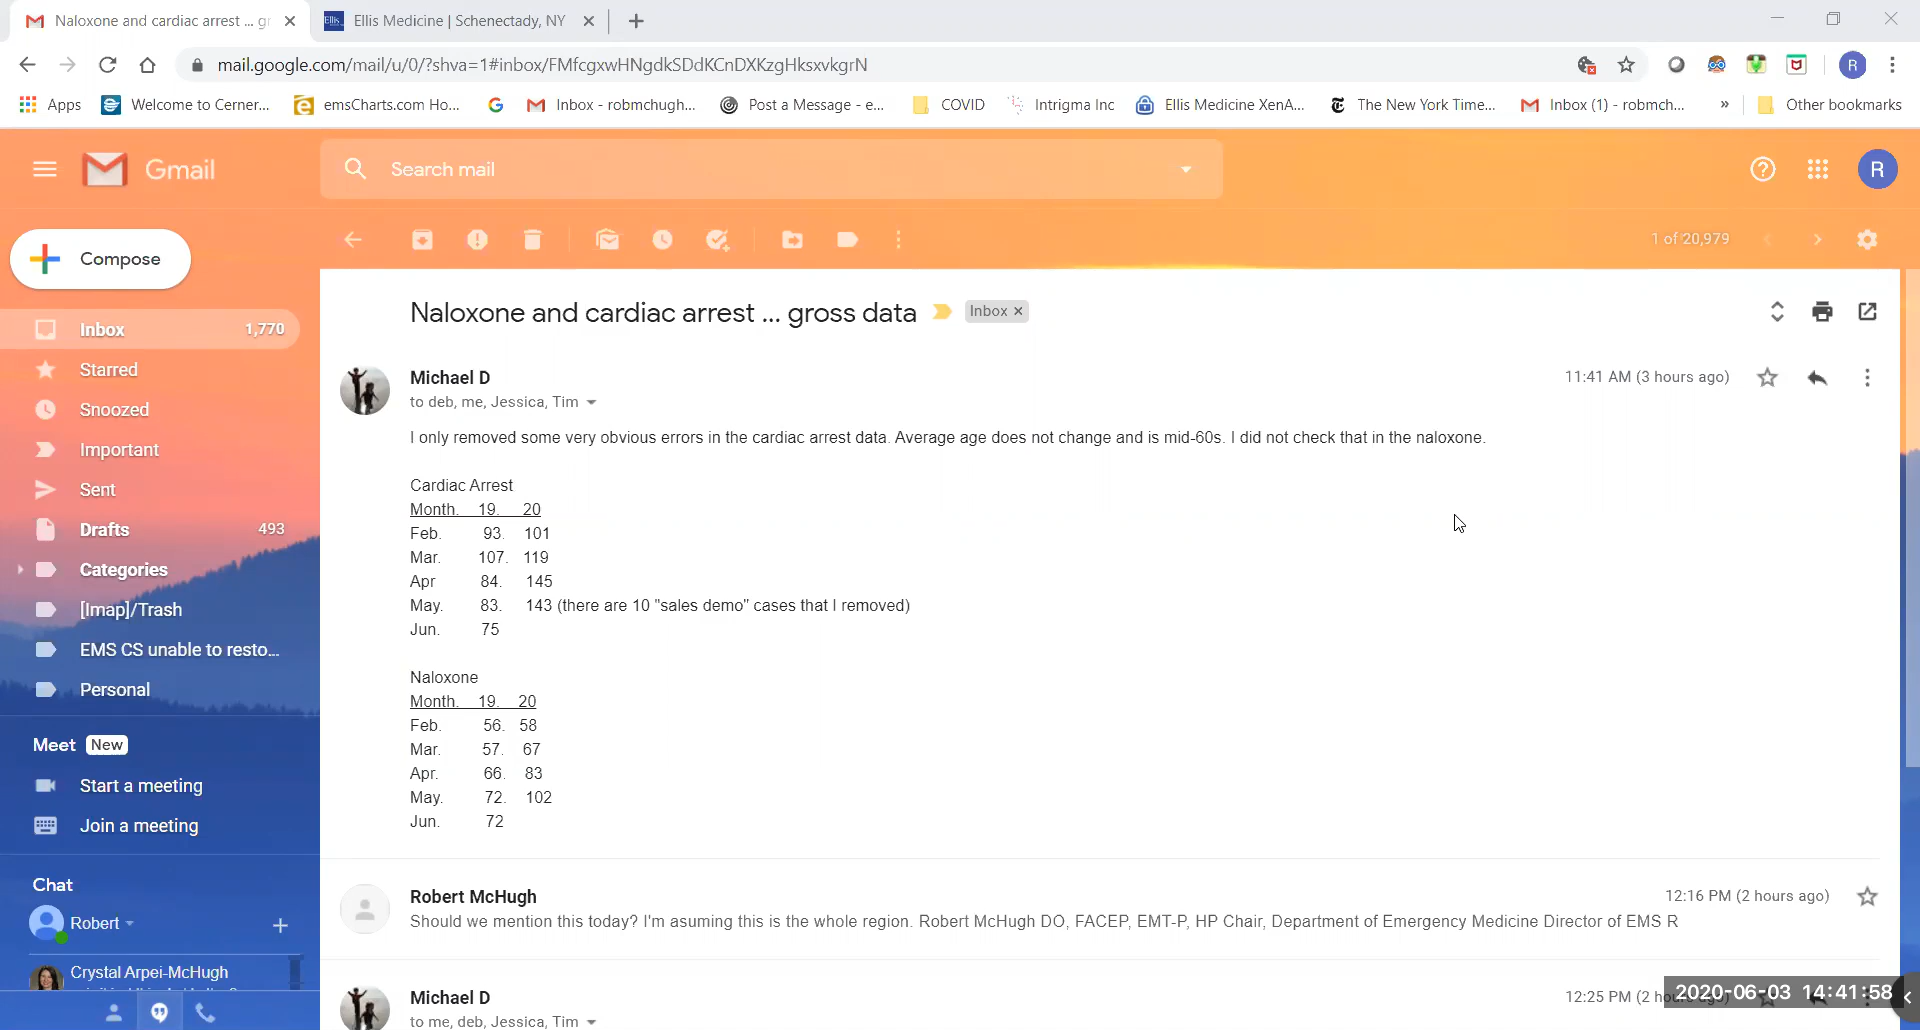 Naloxone and cardiac arrest ... gr
Ellis Medicine | Schenectady, NY
mail.google.com/mail/u/0/?shva=1#inbox/FMfcgxwHNgdkSDdKCnDXKzgHksxvkgrN
R
Apps
Welcome to Cerner...
emsCharts.com Ho...
Inbox - robmchugh...
Post a Message - e...
COVID
Intrigma Inc
Ellis Medicine XenA...
The New York Time...
Inbox (1) - robmch...
»
Other bookmarks
Gmail
Search mail
R
Compose
1 of 20,979
Naloxone and cardiac arrest ... gross data
Inbox ×
Inbox 1,770
Starred
Snoozed
Important
Sent
Drafts 493
Categories
[Imap]/Trash
EMS CS unable to resto...
Personal
Meet New
Start a meeting
Join a meeting
Chat
Robert
Crystal Arpei-McHugh
Michael D
11:41 AM (3 hours ago)
to deb, me, Jessica, Tim
I only removed some very obvious errors in the cardiac arrest data. Average age does not change and is mid-60s. I did not check that in the naloxone.
Cardiac Arrest
Month. 19. 20
Feb. 93. 101
Mar. 107. 119
Apr 84. 145
May. 83. 143 (there are 10 "sales demo" cases that I removed)
Jun. 75
Naloxone
Month. 19. 20
Feb. 56. 58
Mar. 57. 67
Apr. 66. 83
May. 72. 102
Jun. 72
Robert McHugh
12:16 PM (2 hours ago)
Should we mention this today? I'm asuming this is the whole region. Robert McHugh DO, FACEP, EMT-P, HP Chair, Department of Emergency Medicine Director of EMS R
Michael D
12:25 PM (2 hours ago)
to me, deb, Jessica, Tim
2020-06-03 14:41:58